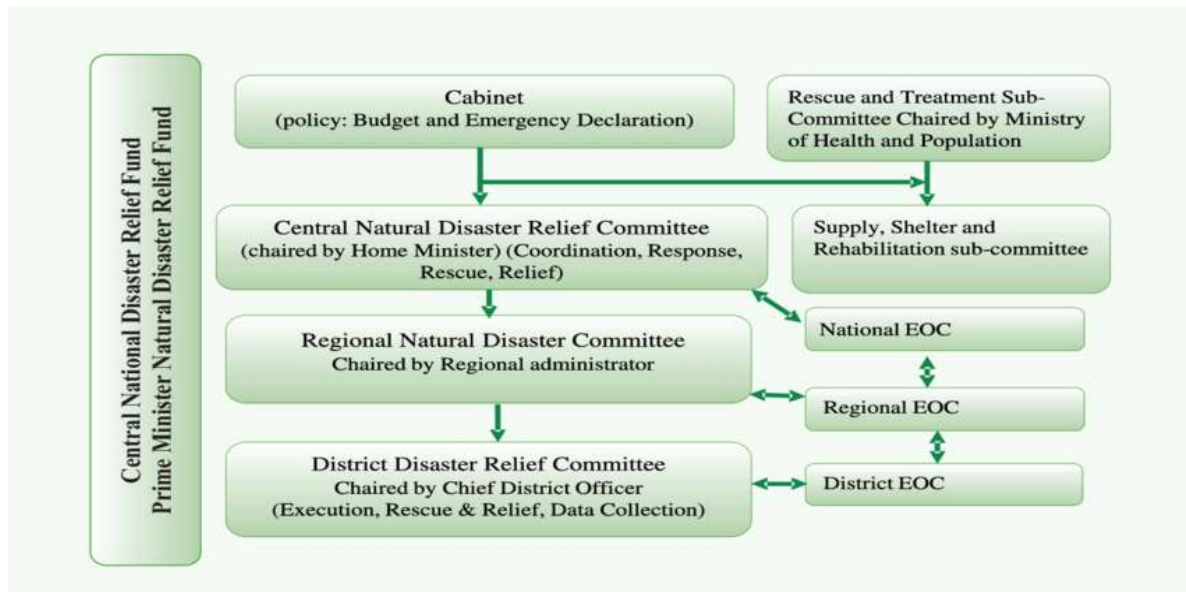 Central National Disaster Relief Fund
Prime Minister Natural Disaster Relief Fund
Cabinet
(policy: Budget and Emergency Declaration)
Rescue and Treatment Sub-
Committee Chaired by Ministry
of Health and Population
Central Natural Disaster Relief Committee
(chaired by Home Minister) (Coordination, Response,
Rescue, Relief)
Supply, Shelter and
Rehabilitation sub-committee
National EOC
Regional Natural Disaster Committee
Chaired by Regional administrator
Regional EOC
District Disaster Relief Committee
Chaired by Chief District Officer
(Execution, Rescue & Relief, Data Collection)
District EOC